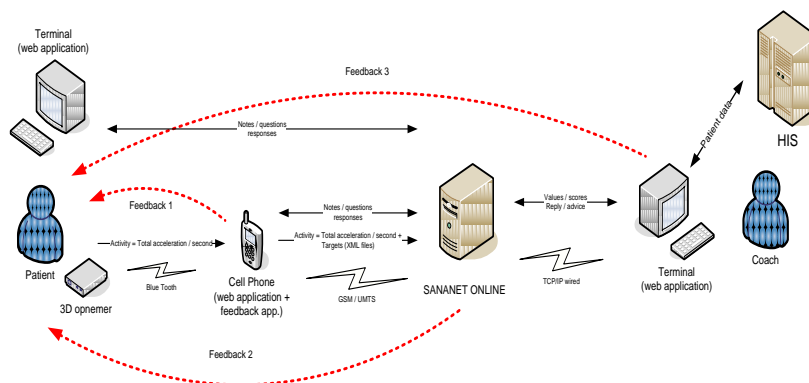 Terminal
(web application)
Feedback 3
HIS
Patient data
Notes / questions
responses
Feedback 1
Notes / questions
responses
Values / scores
Reply / advice
Activity = Total acceleration / second
Activity = Total acceleration / second +
Targets (XML files)
Patient
Blue Tooth
Cell Phone
(web application +
feedback app.)
GSM / UMTS
SANANET ONLINE
TCP/IP wired
Terminal
(web application)
Coach
3D opnemer
Feedback 2